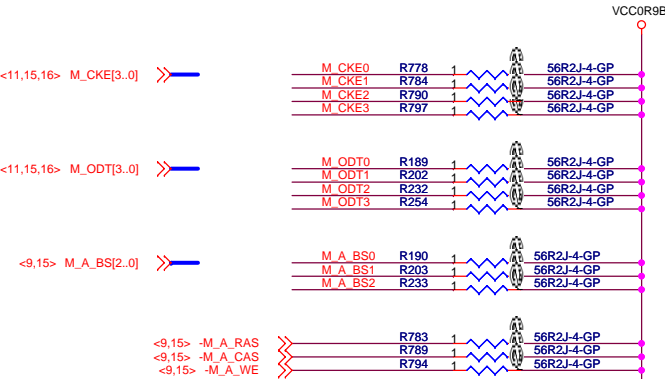 VCC0R9B
<11,15,16> M_CKE[3..0]
M_CKE0 R778 1 56R2J-4-GP
M_CKE1 R784 1 56R2J-4-GP
M_CKE2 R790 1 56R2J-4-GP
M_CKE3 R797 1 56R2J-4-GP
<11,15,16> M_ODT[3..0]
M_ODT0 R189 1 56R2J-4-GP
M_ODT1 R202 1 56R2J-4-GP
M_ODT2 R232 1 56R2J-4-GP
M_ODT3 R254 1 56R2J-4-GP
<9,15> M_A_BS[2..0]
M_A_BS0 R190 1 56R2J-4-GP
M_A_BS1 R203 1 56R2J-4-GP
M_A_BS2 R233 1 56R2J-4-GP
<9,15> -M_A_RAS R783 1 56R2J-4-GP
<9,15> -M_A_CAS R789 1 56R2J-4-GP
<9,15> -M_A_WE R794 1 56R2J-4-GP